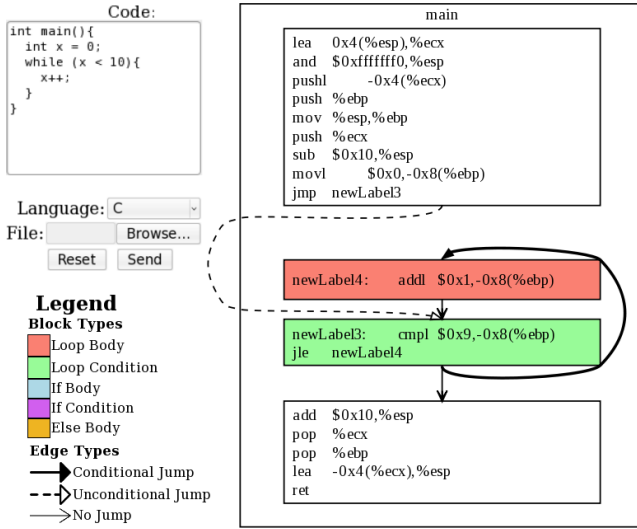 Code:
int main(){
  int x = 0;
  while (x < 10){
    x++;
  }
}
Language: C
File: Browse...
Reset Send
Legend
Block Types
Loop Body
Loop Condition
If Body
If Condition
Else Body
Edge Types
Conditional Jump
Unconditional Jump
No Jump
main
lea 0x4(%esp),%ecx
and $0xfffffff0,%esp
pushl -0x4(%ecx)
push %ebp
mov %esp,%ebp
push %ecx
sub $0x10,%esp
movl $0x0,-0x8(%ebp)
jmp newLabel3
newLabel4: addl $0x1,-0x8(%ebp)
newLabel3: cmpl $0x9,-0x8(%ebp)
jle newLabel4
add $0x10,%esp
pop %ecx
pop %ebp
lea -0x4(%ecx),%esp
ret